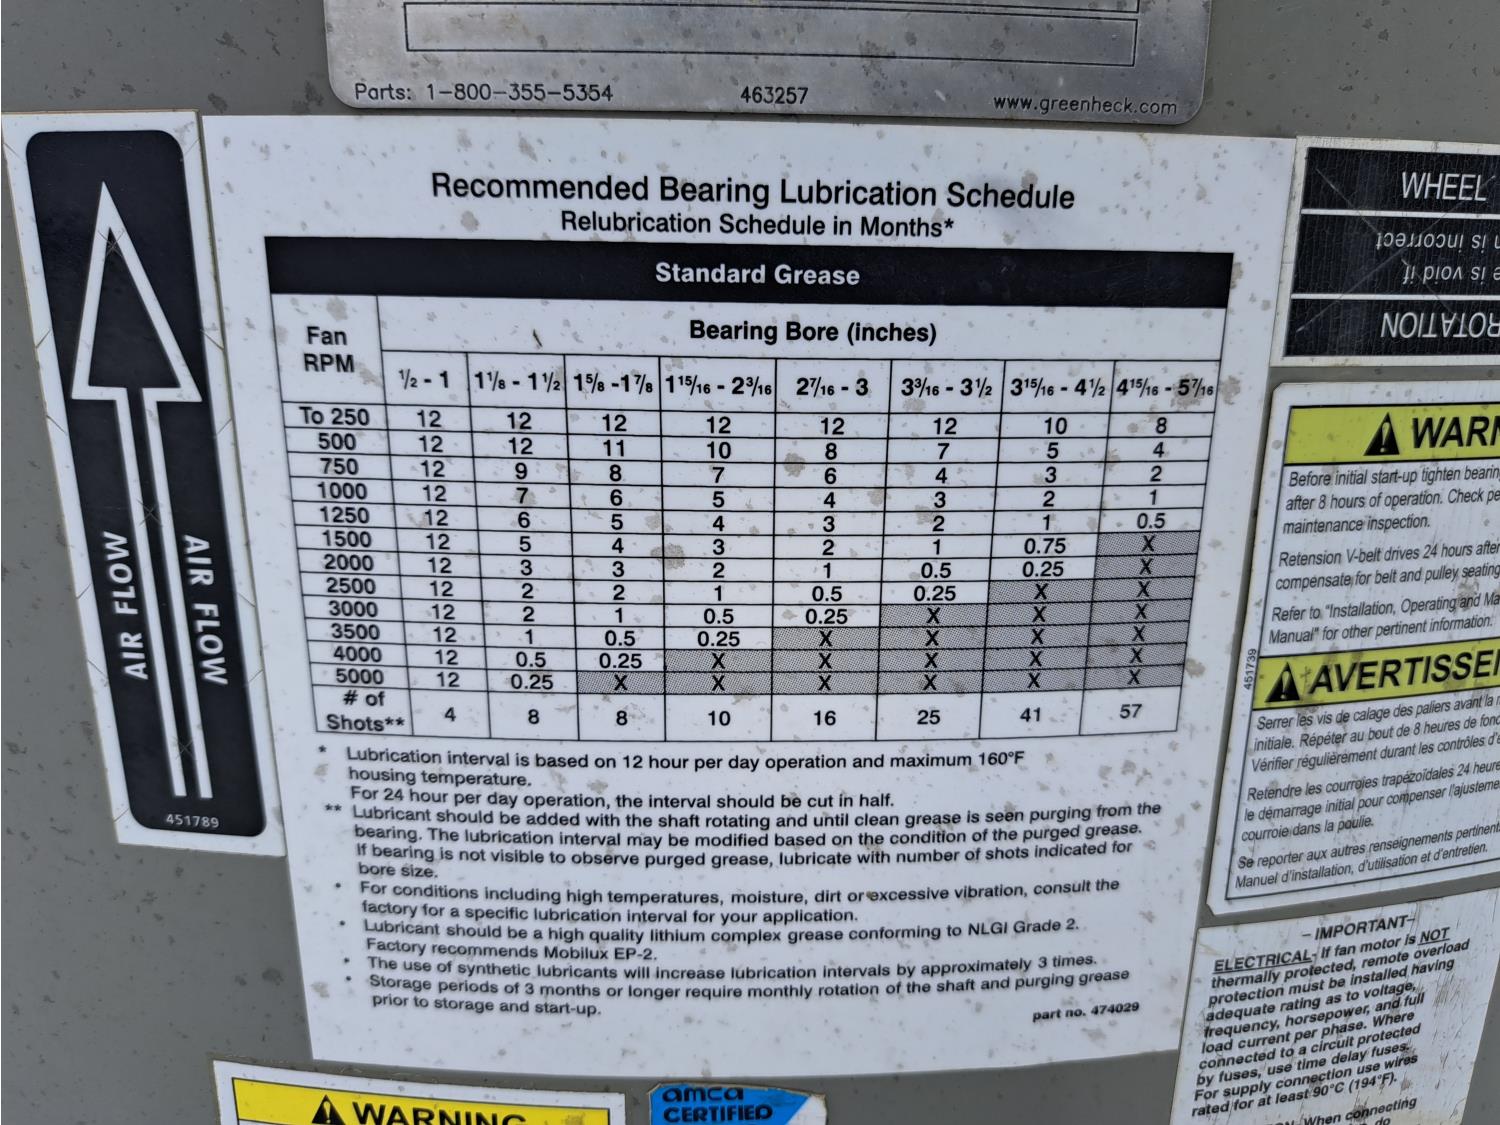 Parts: 1-800-355-5354 463257 www.greenheck.com
AIR FLOW AIR FLOW
451789
Recommended Bearing Lubrication Schedule
Relubrication Schedule in Months*
Standard Grease
Fan RPM Bearing Bore (inches)
½ - 1 1⅛ - 1½ 1⅝ -1⅞ 1 15/16 - 2 3/16 2 7/16 - 3 3 3/16 - 3½ 3 15/16 - 4½ 4 15/16 - 5 7/16
To 250 12 12 12 12 12 12 10 8
500 12 12 11 10 8 7 5 4
750 12 9 8 7 6 4 3 2
1000 12 7 6 5 4 3 2 1
1250 12 6 5 4 3 2 1 0.5
1500 12 5 4 3 2 1 0.75 X
2000 12 3 3 2 1 0.5 0.25 X
2500 12 2 2 1 0.5 0.25 X X
3000 12 2 1 0.5 0.25 X X X
3500 12 1 0.5 0.25 X X X X
4000 12 0.5 0.25 X X X X X
5000 12 0.25 X X X X X X
# of
Shots** 4 8 8 10 16 25 41 57
* Lubrication interval is based on 12 hour per day operation and maximum 160°F
housing temperature.
For 24 hour per day operation, the interval should be cut in half.
** Lubricant should be added with the shaft rotating and until clean grease is seen purging from the
bearing. The lubrication interval may be modified based on the condition of the purged grease.
If bearing is not visible to observe purged grease, lubricate with number of shots indicated for
bore size.
• For conditions including high temperatures, moisture, dirt or excessive vibration, consult the
factory for a specific lubrication interval for your application.
• Lubricant should be a high quality lithium complex grease conforming to NLGI Grade 2.
Factory recommends Mobilux EP-2.
• The use of synthetic lubricants will increase lubrication intervals by approximately 3 times.
• Storage periods of 3 months or longer require monthly rotation of the shaft and purging grease
prior to storage and start-up.
part no. 474029
WHEEL
is incorrect
is void if
ROTATION
WARN
Before initial start-up tighten
after 8 hours of operation. Check
maintenance inspection.
Retension V-belt drives 24 hours after
compensate for belt and pulley seating
Refer to "Installation, Operating and
Manual" for other pertinent information.
451739
AVERTISSE
Serrer les vis de calage des paliers avant la
initiale. Répéter au bout de 8 heures de
Vérifier régulièrement durant les contrôles
Retendre les courroies trapézoïdales 24
le démarrage initial pour compenser
courroie dans la poulie.
Se reporter aux autres renseignements
Manuel d'installation, d'utilisation et d'entretien.
– IMPORTANT–
ELECTRICAL- If fan motor is NOT
thermally protected, remote overload
protection must be installed having
adequate rating as to voltage,
frequency, horsepower, and full
load current per phase. Where
connected to a circuit protected
by fuses, use time delay fuses.
For supply connection use wires
rated for at least 90°C (194°F).
When connecting
do
WARNING
amca
CERTIFIED